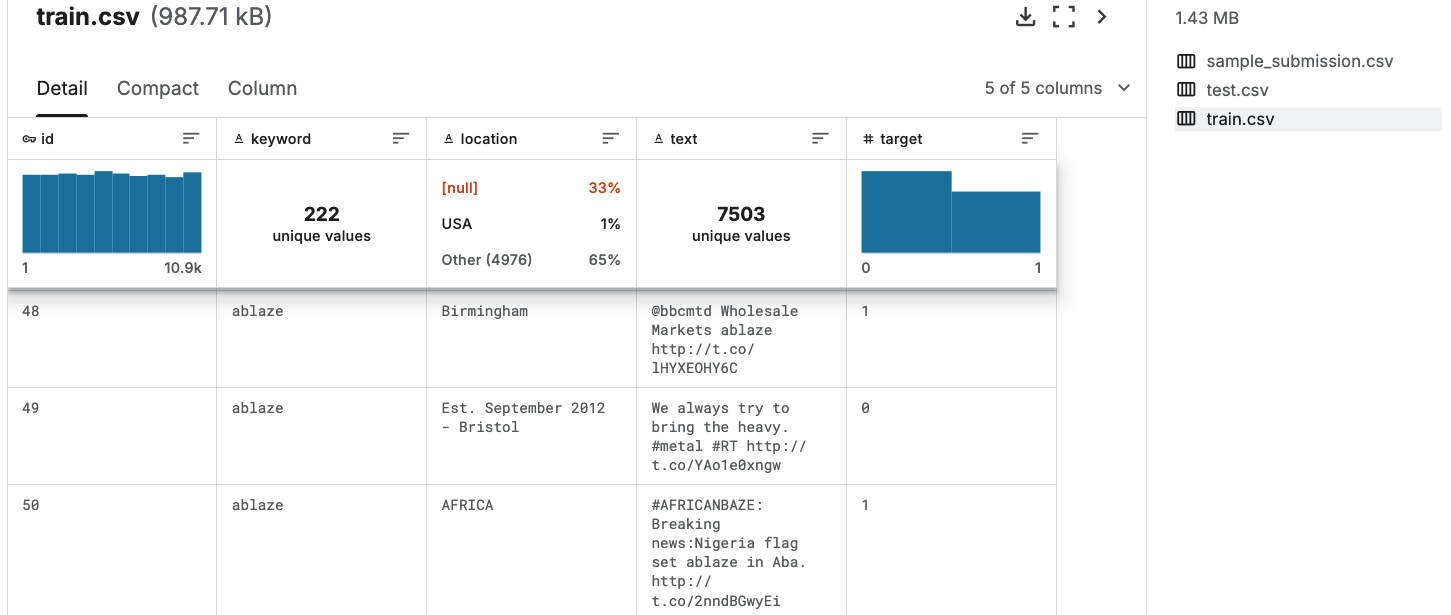 train.csv (987.71 kB)
1.43 MB
sample_submission.csv
test.csv
train.csv
Detail Compact Column
5 of 5 columns
id
keyword
location
text
target
1 10.9k
222
unique values
[null] 33%
USA 1%
Other (4976) 65%
7503
unique values
0 1
48
ablaze
Birmingham
@bbcmtd Wholesale
Markets ablaze
http://t.co/
lHYXEOHY6C
1
49
ablaze
Est. September 2012
- Bristol
We always try to
bring the heavy.
#metal #RT http://
t.co/YAo1e0xngw
0
50
ablaze
AFRICA
#AFRICANBAZE:
Breaking
news:Nigeria flag
set ablaze in Aba.
http://
t.co/2nndBGwyEi
1